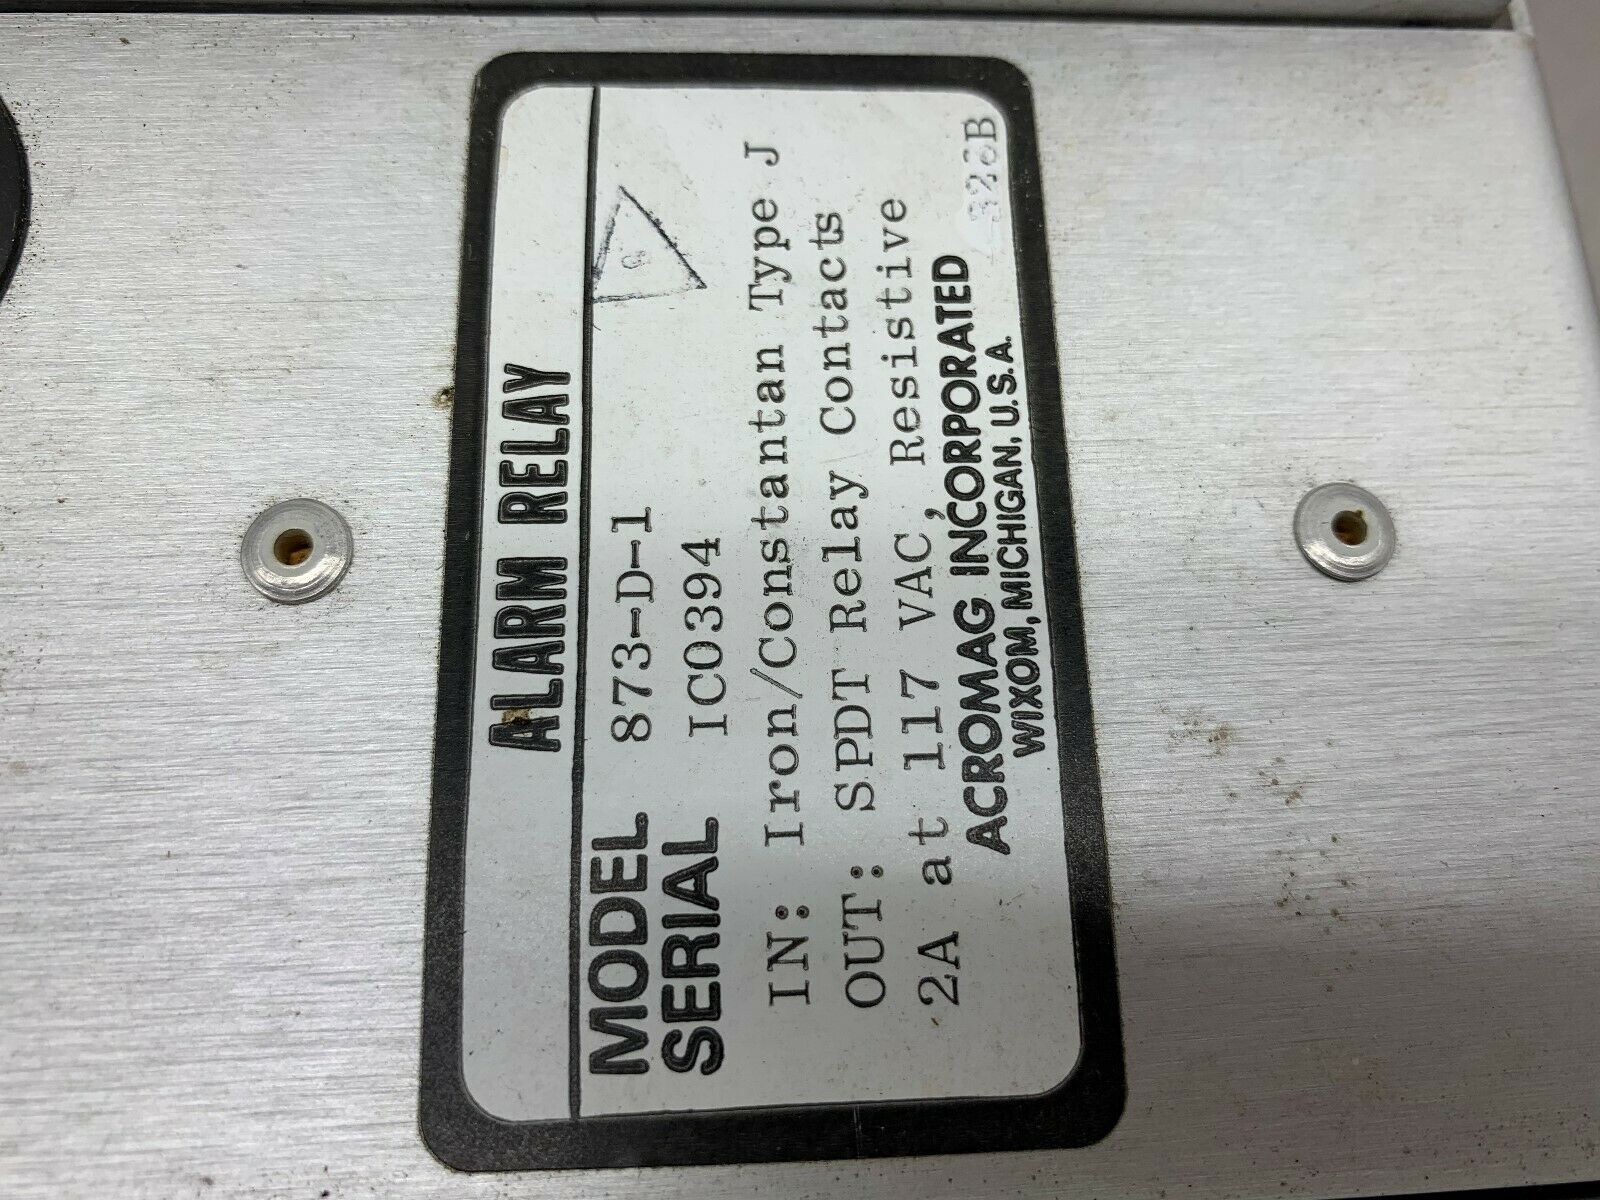 ALARM RELAY
MODEL 873-D-1
SERIAL IC0394
IN: Iron/Constantan Type J
OUT: SPDT Relay Contacts
2A at 117 VAC, Resistive
ACROMAG INCORPORATED
WIXOM, MICHIGAN, U.S.A.